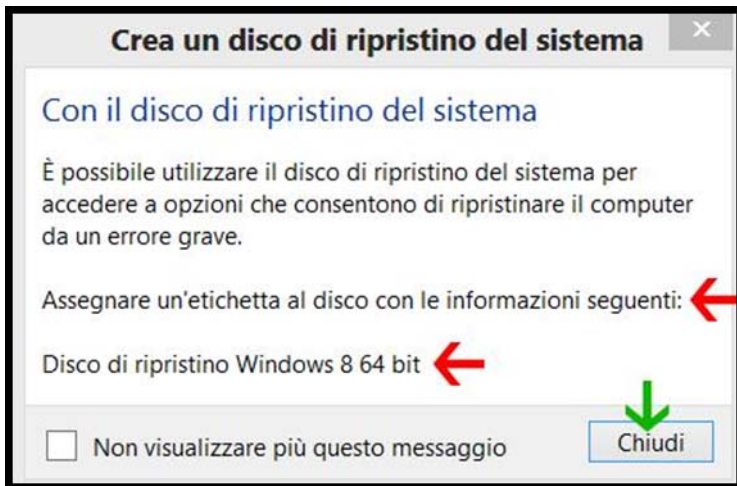 Crea un disco di ripristino del sistema
Con il disco di ripristino del sistema
È possibile utilizzare il disco di ripristino del sistema per
accedere a opzioni che consentono di ripristinare il computer
da un errore grave.
Assegnare un'etichetta al disco con le informazioni seguenti:
Disco di ripristino Windows 8 64 bit
Non visualizzare più questo messaggio
Chiudi